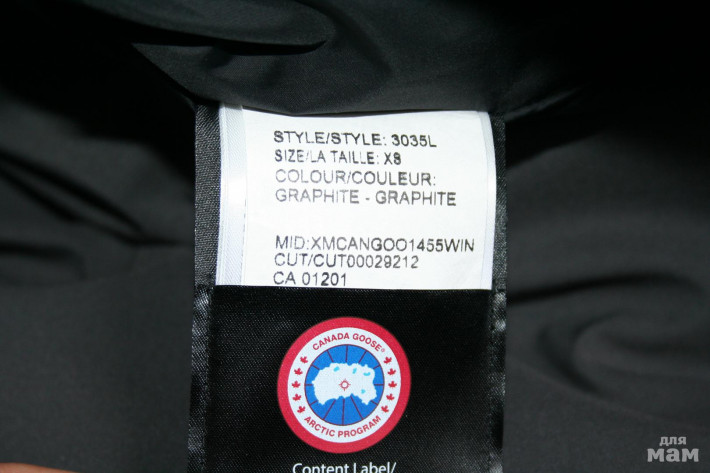 STYLE/STYLE: 3035L
SIZE/LA TAILLE: XS
COLOUR/COULEUR:
GRAPHITE - GRAPHITE
MID:XMCANGOO1455WIN
CUT/CUT00029212
CA 01201
CANADA GOOSE®
ARCTIC PROGRAM
Content Label/
для
мам